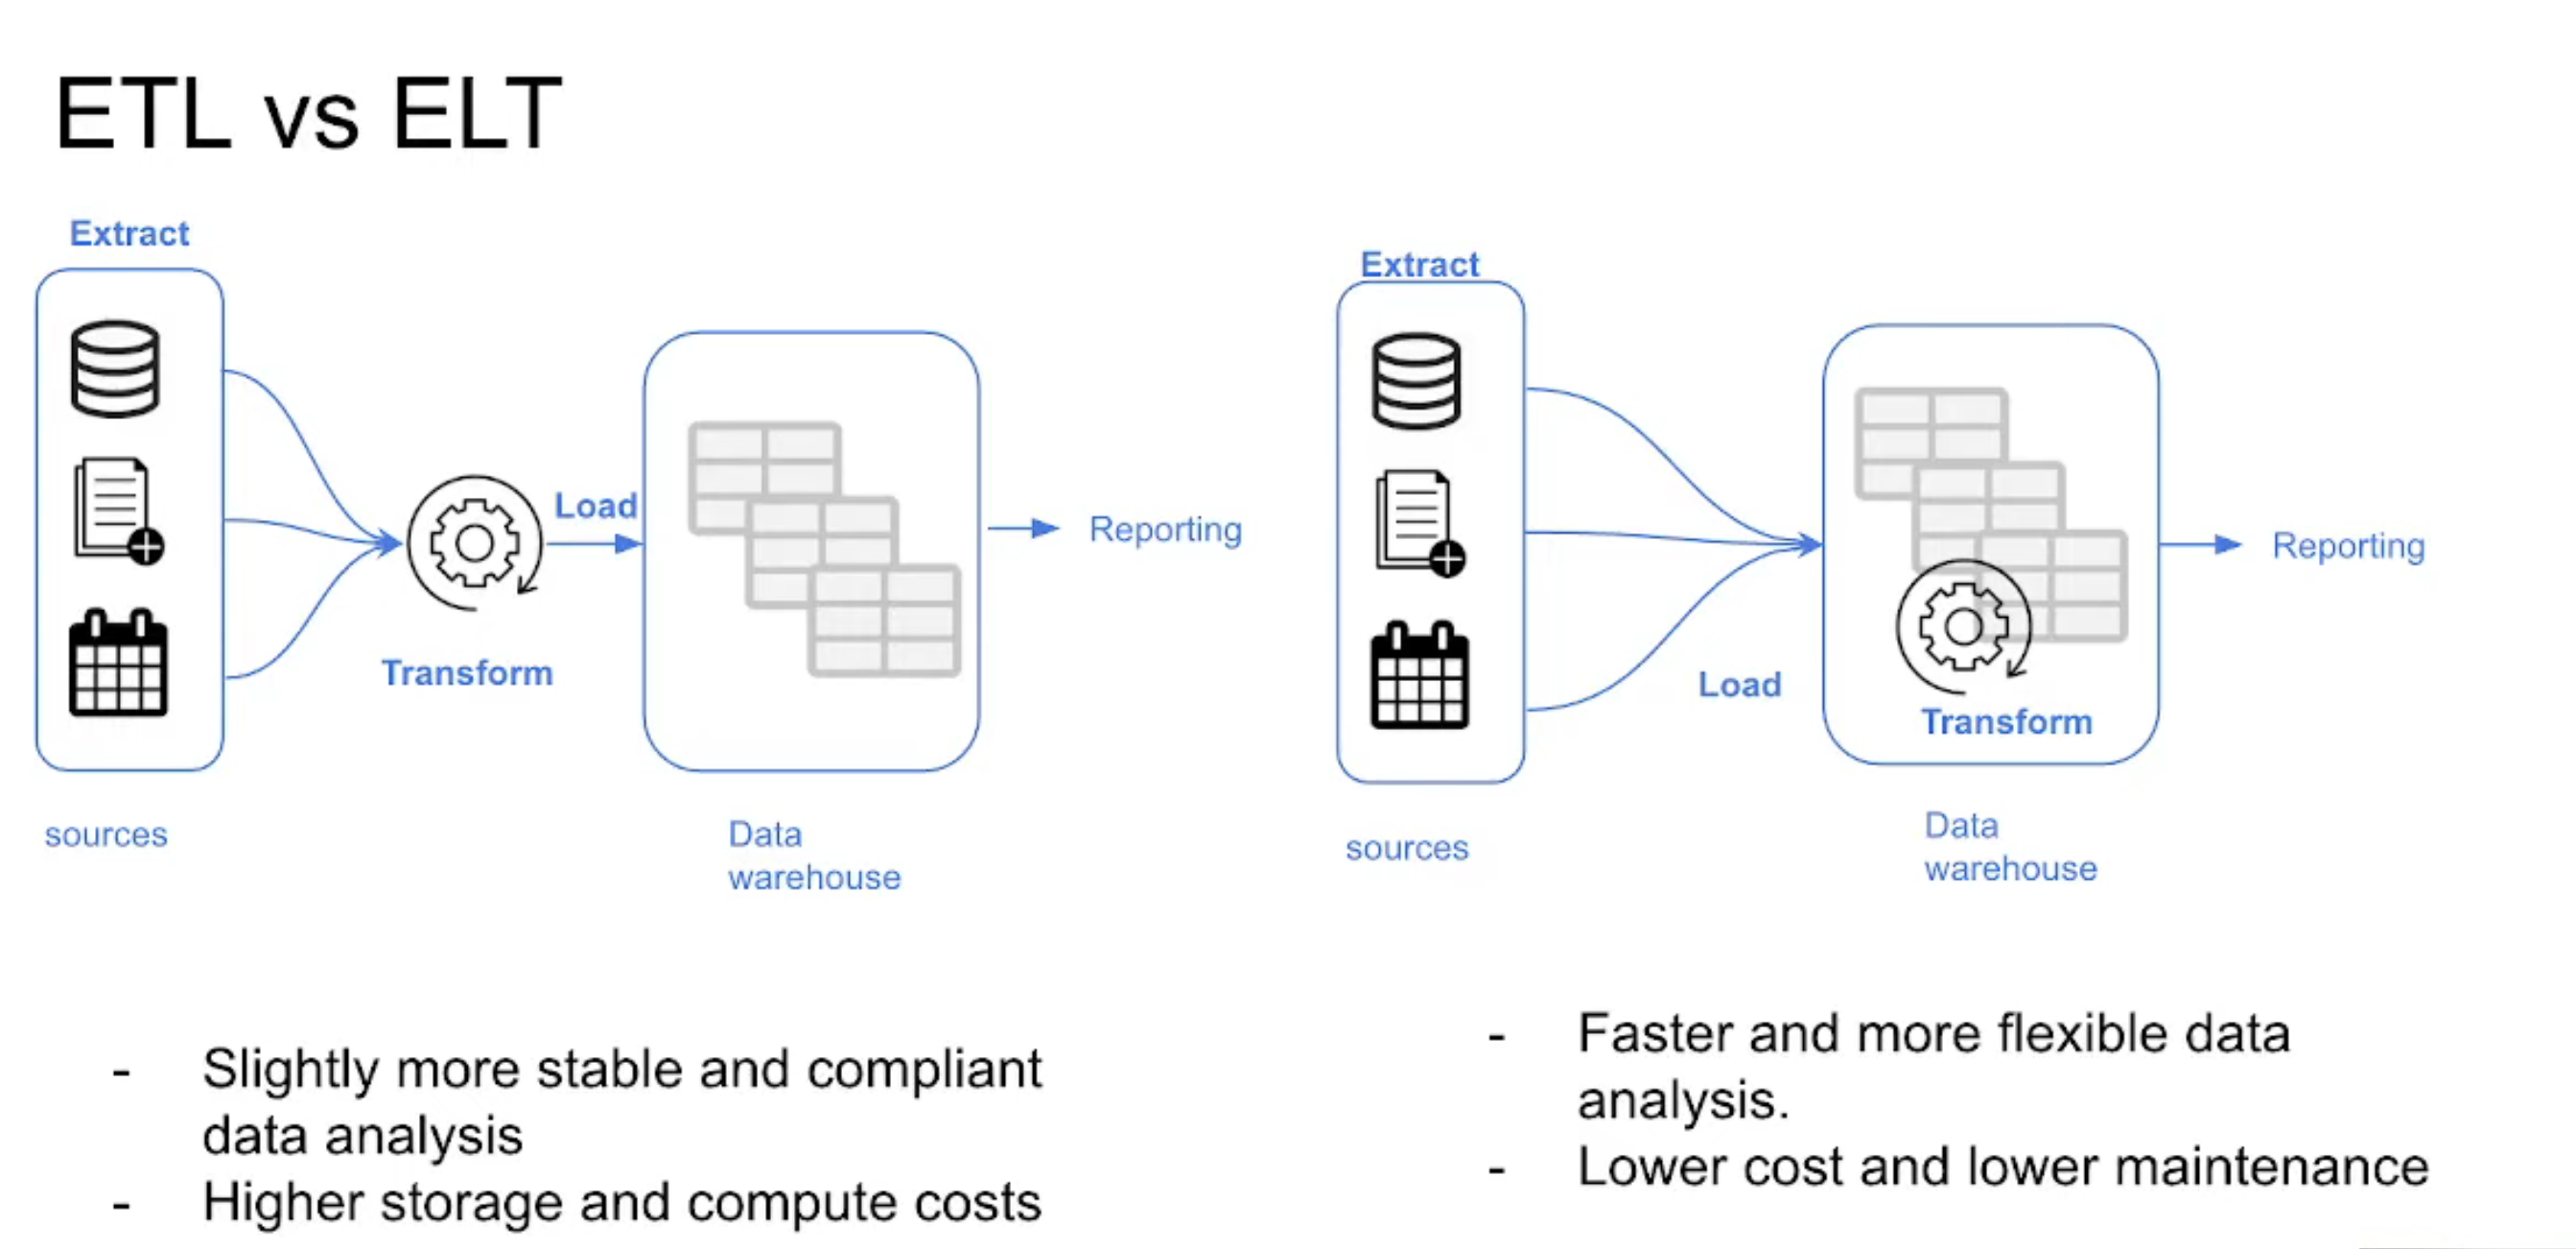 ETL vs ELT
Extract
Load
Transform
sources
Data
warehouse
Reporting
- Slightly more stable and compliant
data analysis
- Higher storage and compute costs
Extract
Load
Transform
sources
Data
warehouse
Reporting
- Faster and more flexible data
analysis.
- Lower cost and lower maintenance